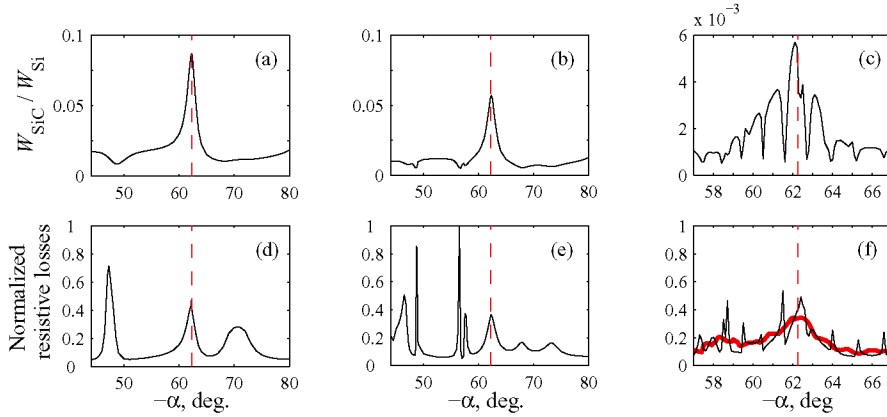 x 10⁻³
0.1 (a) 0.1 (b) 6 (c)
W_SiC / W_Si
0.05 0.05 4
2
0 0 0
50 60 70 80 50 60 70 80 58 60 62 64 66
1 (d) 1 (e) 1 (f)
0.8 0.8 0.8
Normalized
resistive losses
0.6 0.6 0.6
0.4 0.4 0.4
0.2 0.2 0.2
0 0 0
50 60 70 80 50 60 70 80 58 60 62 64 66
−α, deg. −α, deg. −α, deg